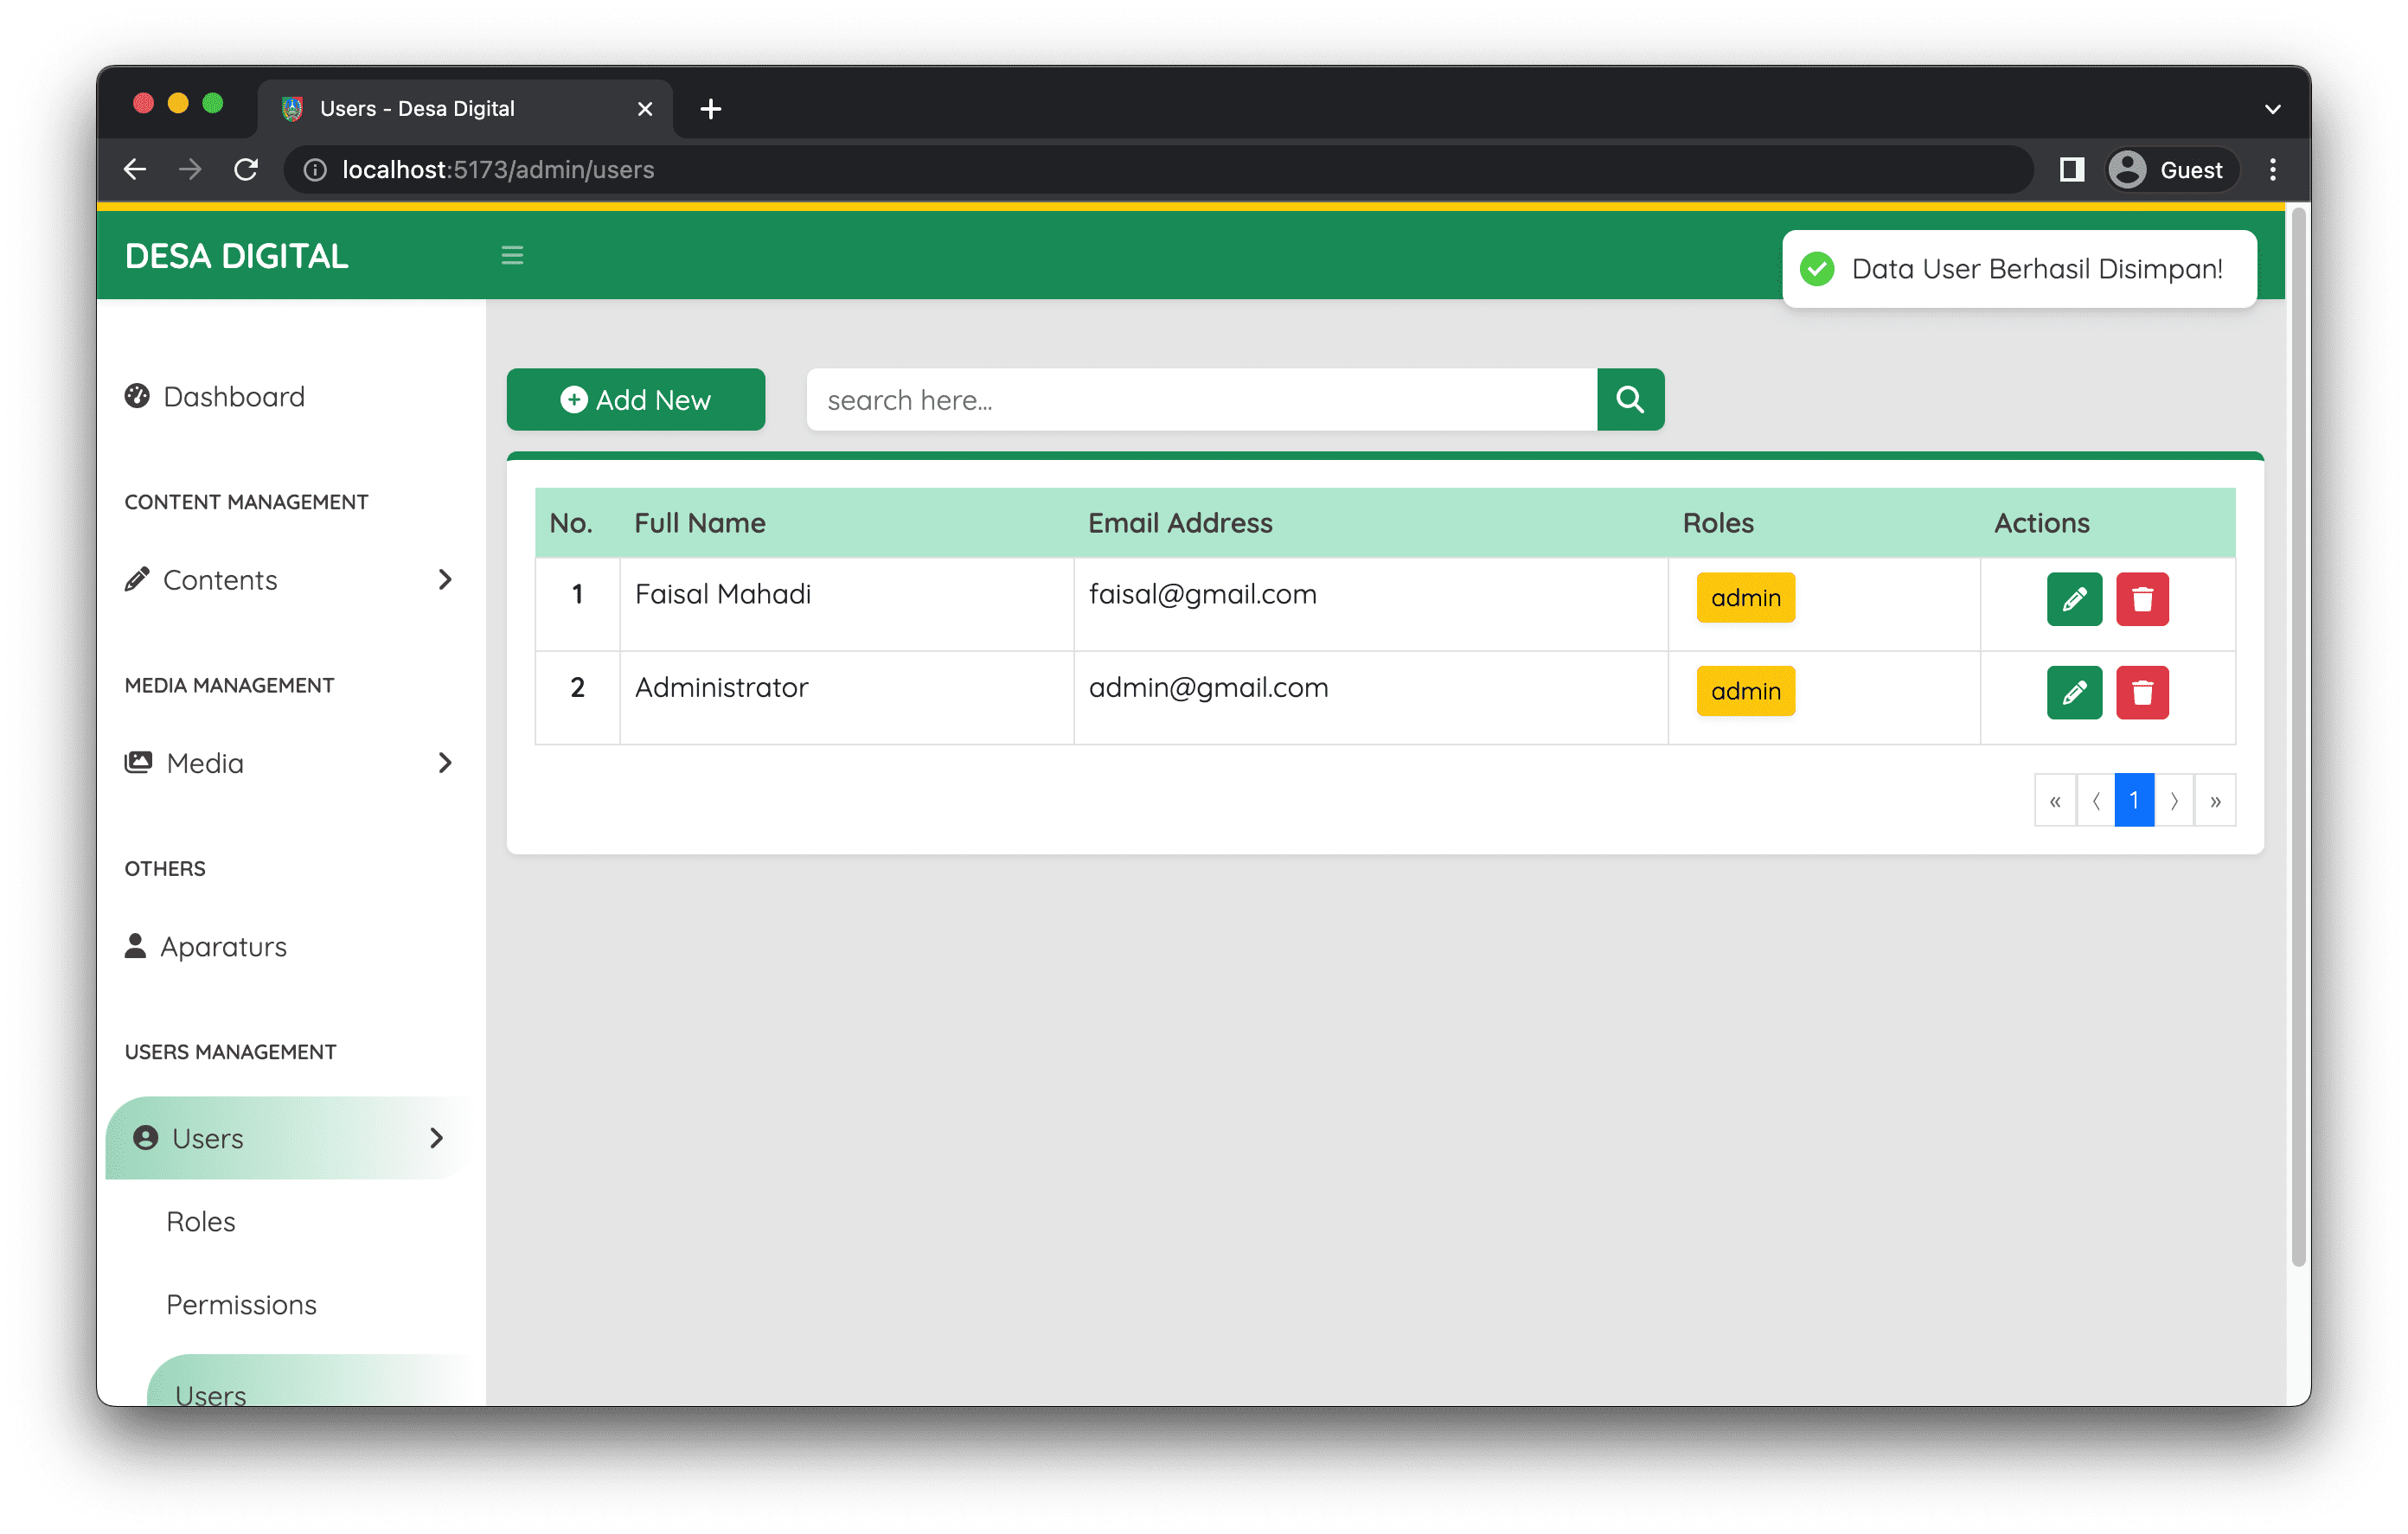 Users - Desa Digital
localhost:5173/admin/users
Guest
DESA DIGITAL
Data User Berhasil Disimpan!
Dashboard
CONTENT MANAGEMENT
Contents
MEDIA MANAGEMENT
Media
OTHERS
Aparaturs
USERS MANAGEMENT
Users
Roles
Permissions
Users
Add New
search here...
No. Full Name Email Address Roles Actions
1 Faisal Mahadi faisal@gmail.com admin
2 Administrator admin@gmail.com admin
« ⟨ 1 ⟩ »